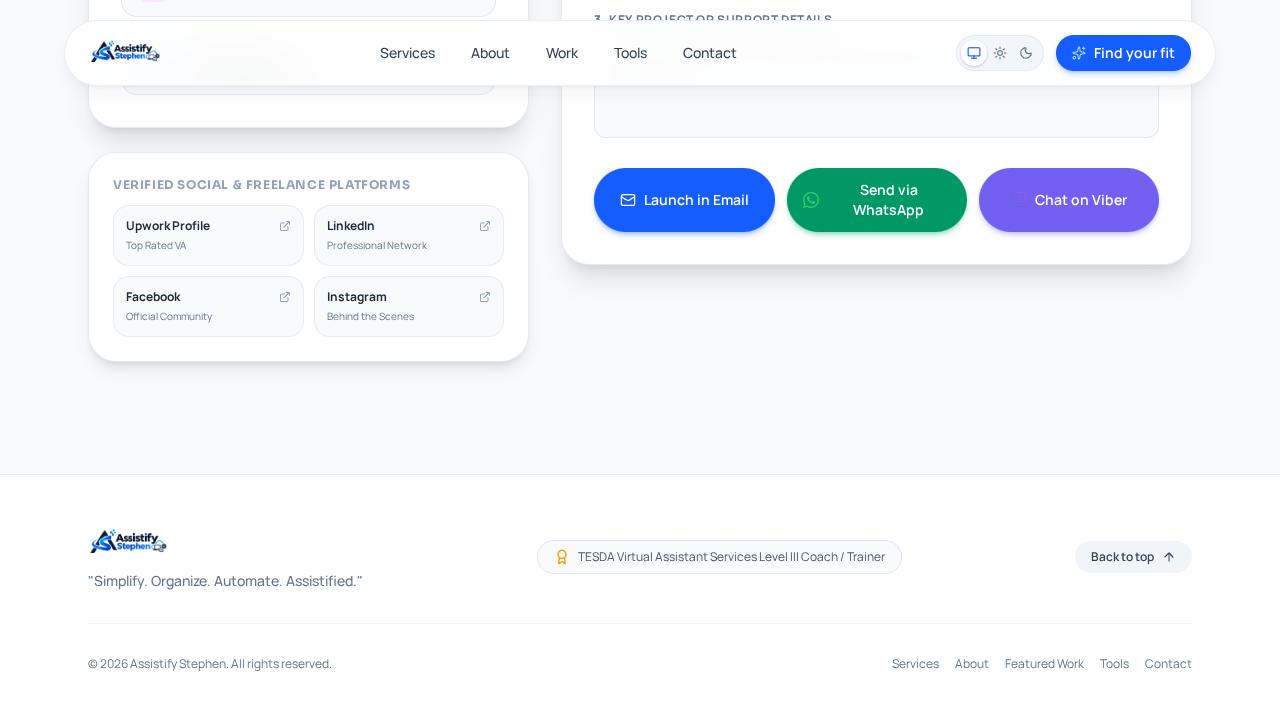 3. KEY PROJECT OR SUPPORT DETAILS
Assistify
Stephen
Services
About
Work
Tools
Contact
Find your fit
VERIFIED SOCIAL & FREELANCE PLATFORMS
Upwork Profile
Top Rated VA
LinkedIn
Professional Network
Facebook
Official Community
Instagram
Behind the Scenes
Launch in Email
Send via
WhatsApp
Chat on Viber
Assistify
Stephen
"Simplify. Organize. Automate. Assistified."
TESDA Virtual Assistant Services Level III Coach / Trainer
Back to top
© 2026 Assistify Stephen. All rights reserved.
Services
About
Featured Work
Tools
Contact